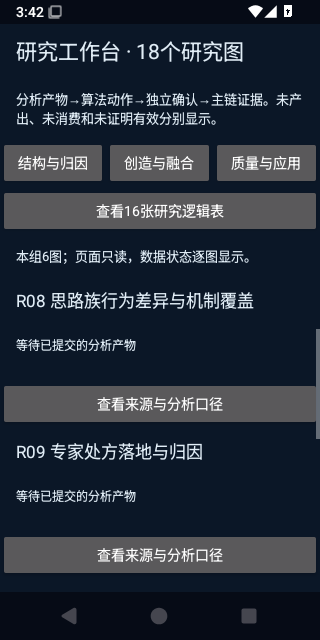 3:42
研究工作台 · 18个研究图
分析产物→算法动作→独立确认→主链证据。未产
出、未消费和未证明有效分别显示。
结构与归因
创造与融合
质量与应用
查看16张研究逻辑表
本组6图；页面只读，数据状态逐图显示。
R08 思路族行为差异与机制覆盖
等待已提交的分析产物
查看来源与分析口径
R09 专家处方落地与归因
等待已提交的分析产物
查看来源与分析口径